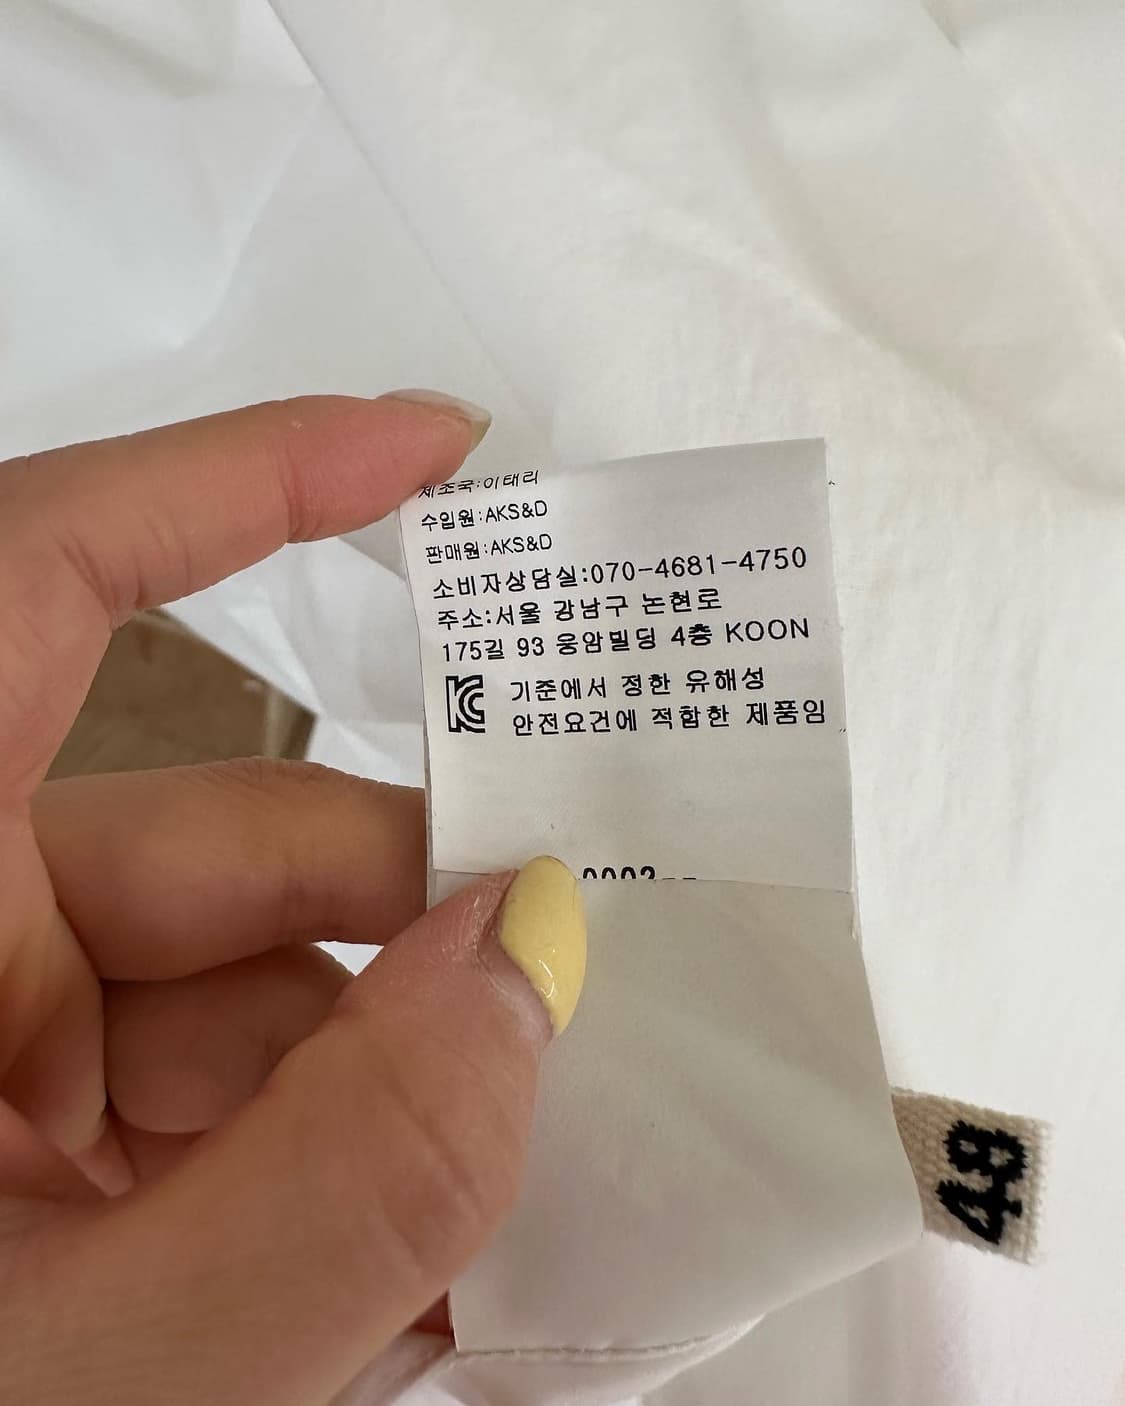 제조국:이태리
수입원:AKS&D
판매원:AKS&D
소비자상담실:070-4681-4750
주소:서울 강남구 논현로
175길 93 웅암빌딩 4층 KOON
KC 기준에서 정한 유해성
안전요건에 적합한 제품임
48